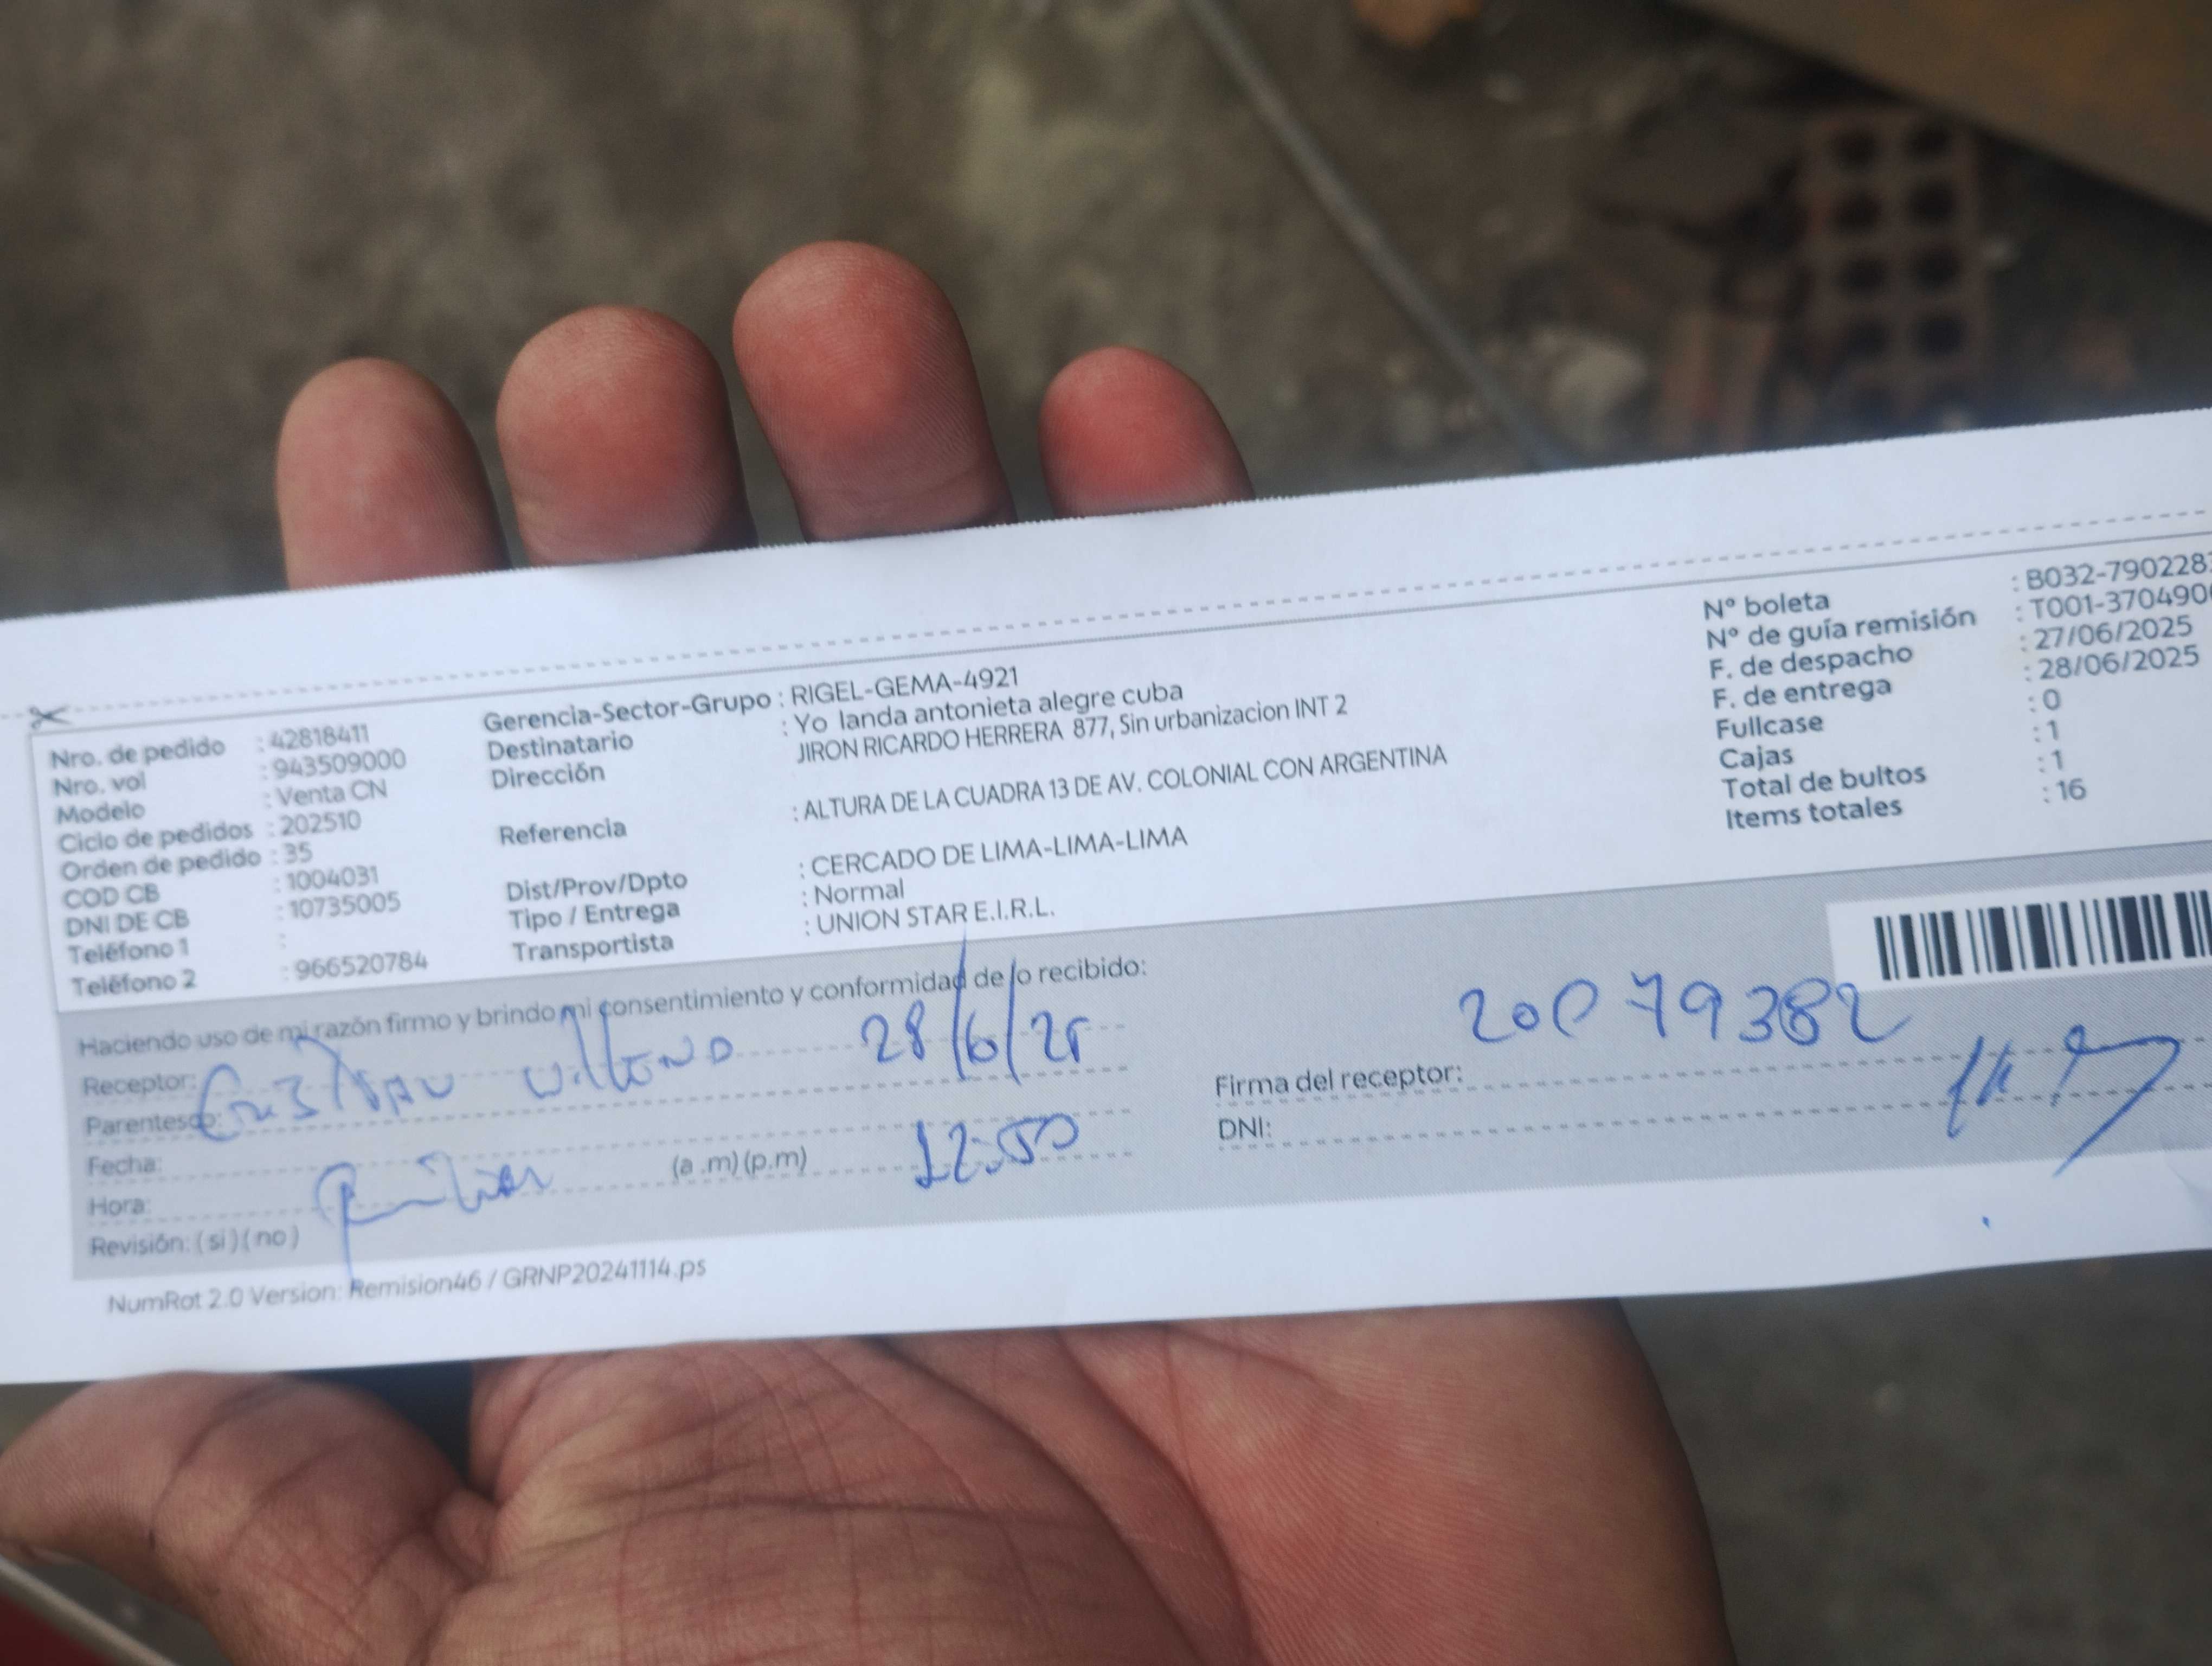 Nro. de pedido : 42818411
Nro. vol : 943509000
Modelo : Venta CN
Ciclo de pedidos : 202510
Orden de pedido : 35
COD CB : 1004031
DNI DE CB : 10735005
Teléfono 1 :
Teléfono 2 : 966520784
Gerencia-Sector-Grupo : RIGEL-GEMA-4921
Destinatario : Yo landa antonieta alegre cuba
Dirección JIRON RICARDO HERRERA 877, Sin urbanizacion INT 2
Referencia : ALTURA DE LA CUADRA 13 DE AV. COLONIAL CON ARGENTINA
Dist/Prov/Dpto : CERCADO DE LIMA-LIMA-LIMA
Tipo / Entrega : Normal
Transportista : UNION STAR E.I.R.L.
Nº boleta : B032-790228
Nº de guía remisión : T001-370490
F. de despacho : 27/06/2025
F. de entrega : 28/06/2025
Fullcase : 0
Cajas : 1
Total de bultos : 1
Items totales : 16
Haciendo uso de mi razón firmo y brindo mi consentimiento y conformidad de lo recibido:
Receptor: 28/6/25
Parentesco:
Fecha:
Hora: (a .m) (p.m) 12:50
Revisión: ( si ) ( no )
20079382
Firma del receptor:
DNI:
NumRot 2.0 Version: Remision46 / GRNP20241114.ps